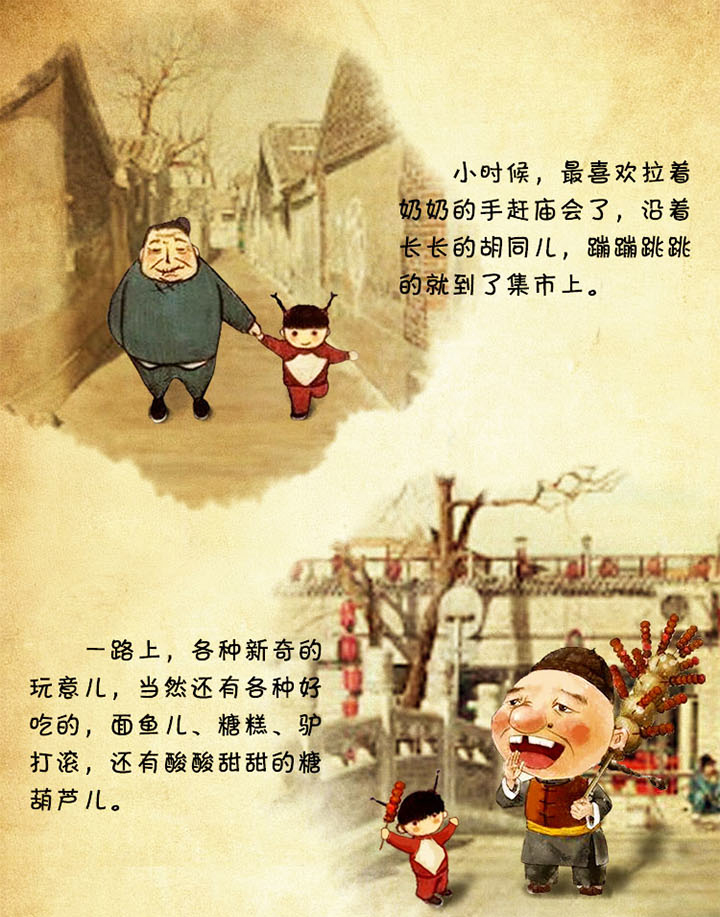 小时候，最喜欢拉着
奶奶的手赶庙会了，沿着
长长的胡同儿，蹦蹦跳跳
的就到了集市上。
一路上，各种新奇的
玩意儿，当然还有各种好
吃的，面鱼儿、糖糕、驴
打滚，还有酸酸甜甜的糖
葫芦儿。